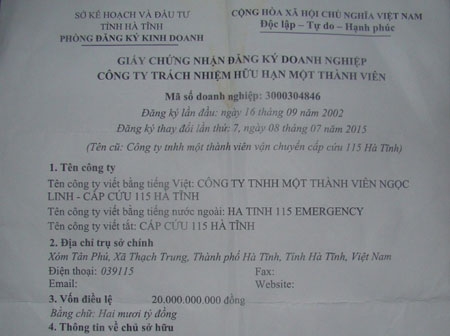 SỞ KẾ HOẠCH VÀ ĐẦU TƯ
TỈNH HÀ TĨNH
PHÒNG ĐĂNG KÝ KINH DOANH
CỘNG HÒA XÃ HỘI CHỦ NGHĨA VIỆT NAM
Độc lập – Tự do – Hạnh phúc
GIẤY CHỨNG NHẬN ĐĂNG KÝ DOANH NGHIỆP
CÔNG TY TRÁCH NHIỆM HỮU HẠN MỘT THÀNH VIÊN
Mã số doanh nghiệp: 3000304846
Đăng ký lần đầu: ngày 16 tháng 09 năm 2002
Đăng ký thay đổi lần thứ: 7, ngày 08 tháng 07 năm 2015
(Tên cũ: Công ty tnhh một thành viên vận chuyển cấp cứu 115 Hà Tĩnh)
1. Tên công ty
Tên công ty viết bằng tiếng Việt: CÔNG TY TNHH MỘT THÀNH VIÊN NGỌC
LINH - CẤP CỨU 115 HÀ TĨNH
Tên công ty viết bằng tiếng nước ngoài: HA TINH 115 EMERGENCY
Tên công ty viết tắt: CẤP CỨU 115 HÀ TĨNH
2. Địa chỉ trụ sở chính
Xóm Tân Phú, Xã Thạch Trung, Thành phố Hà Tĩnh, Tỉnh Hà Tĩnh, Việt Nam
Điện thoại: 039115 Fax:
Email: Website:
3. Vốn điều lệ 20.000.000.000 đồng
Bằng chữ: Hai mươi tỷ đồng
4. Thông tin về chủ sở hữu